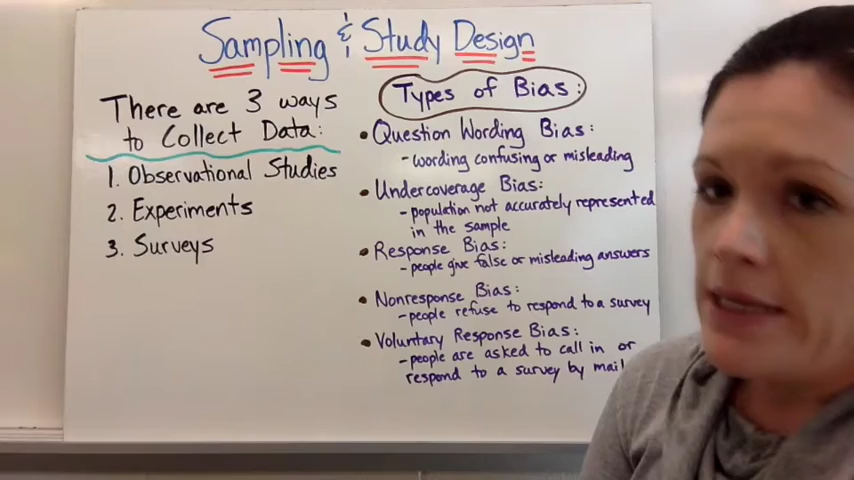 Sampling & Study Design
There are 3 ways
to Collect Data:
1. Observational Studies
2. Experiments
3. Surveys
Types of Bias:
• Question Wording Bias:
- wording confusing or misleading
• Undercoverage Bias:
- population not accurately represented
in the sample
• Response Bias:
- people give false or misleading answers
• Nonresponse Bias:
- people refuse to respond to a survey
• Voluntary Response Bias:
- people are asked to call in or
respond to a survey by mail